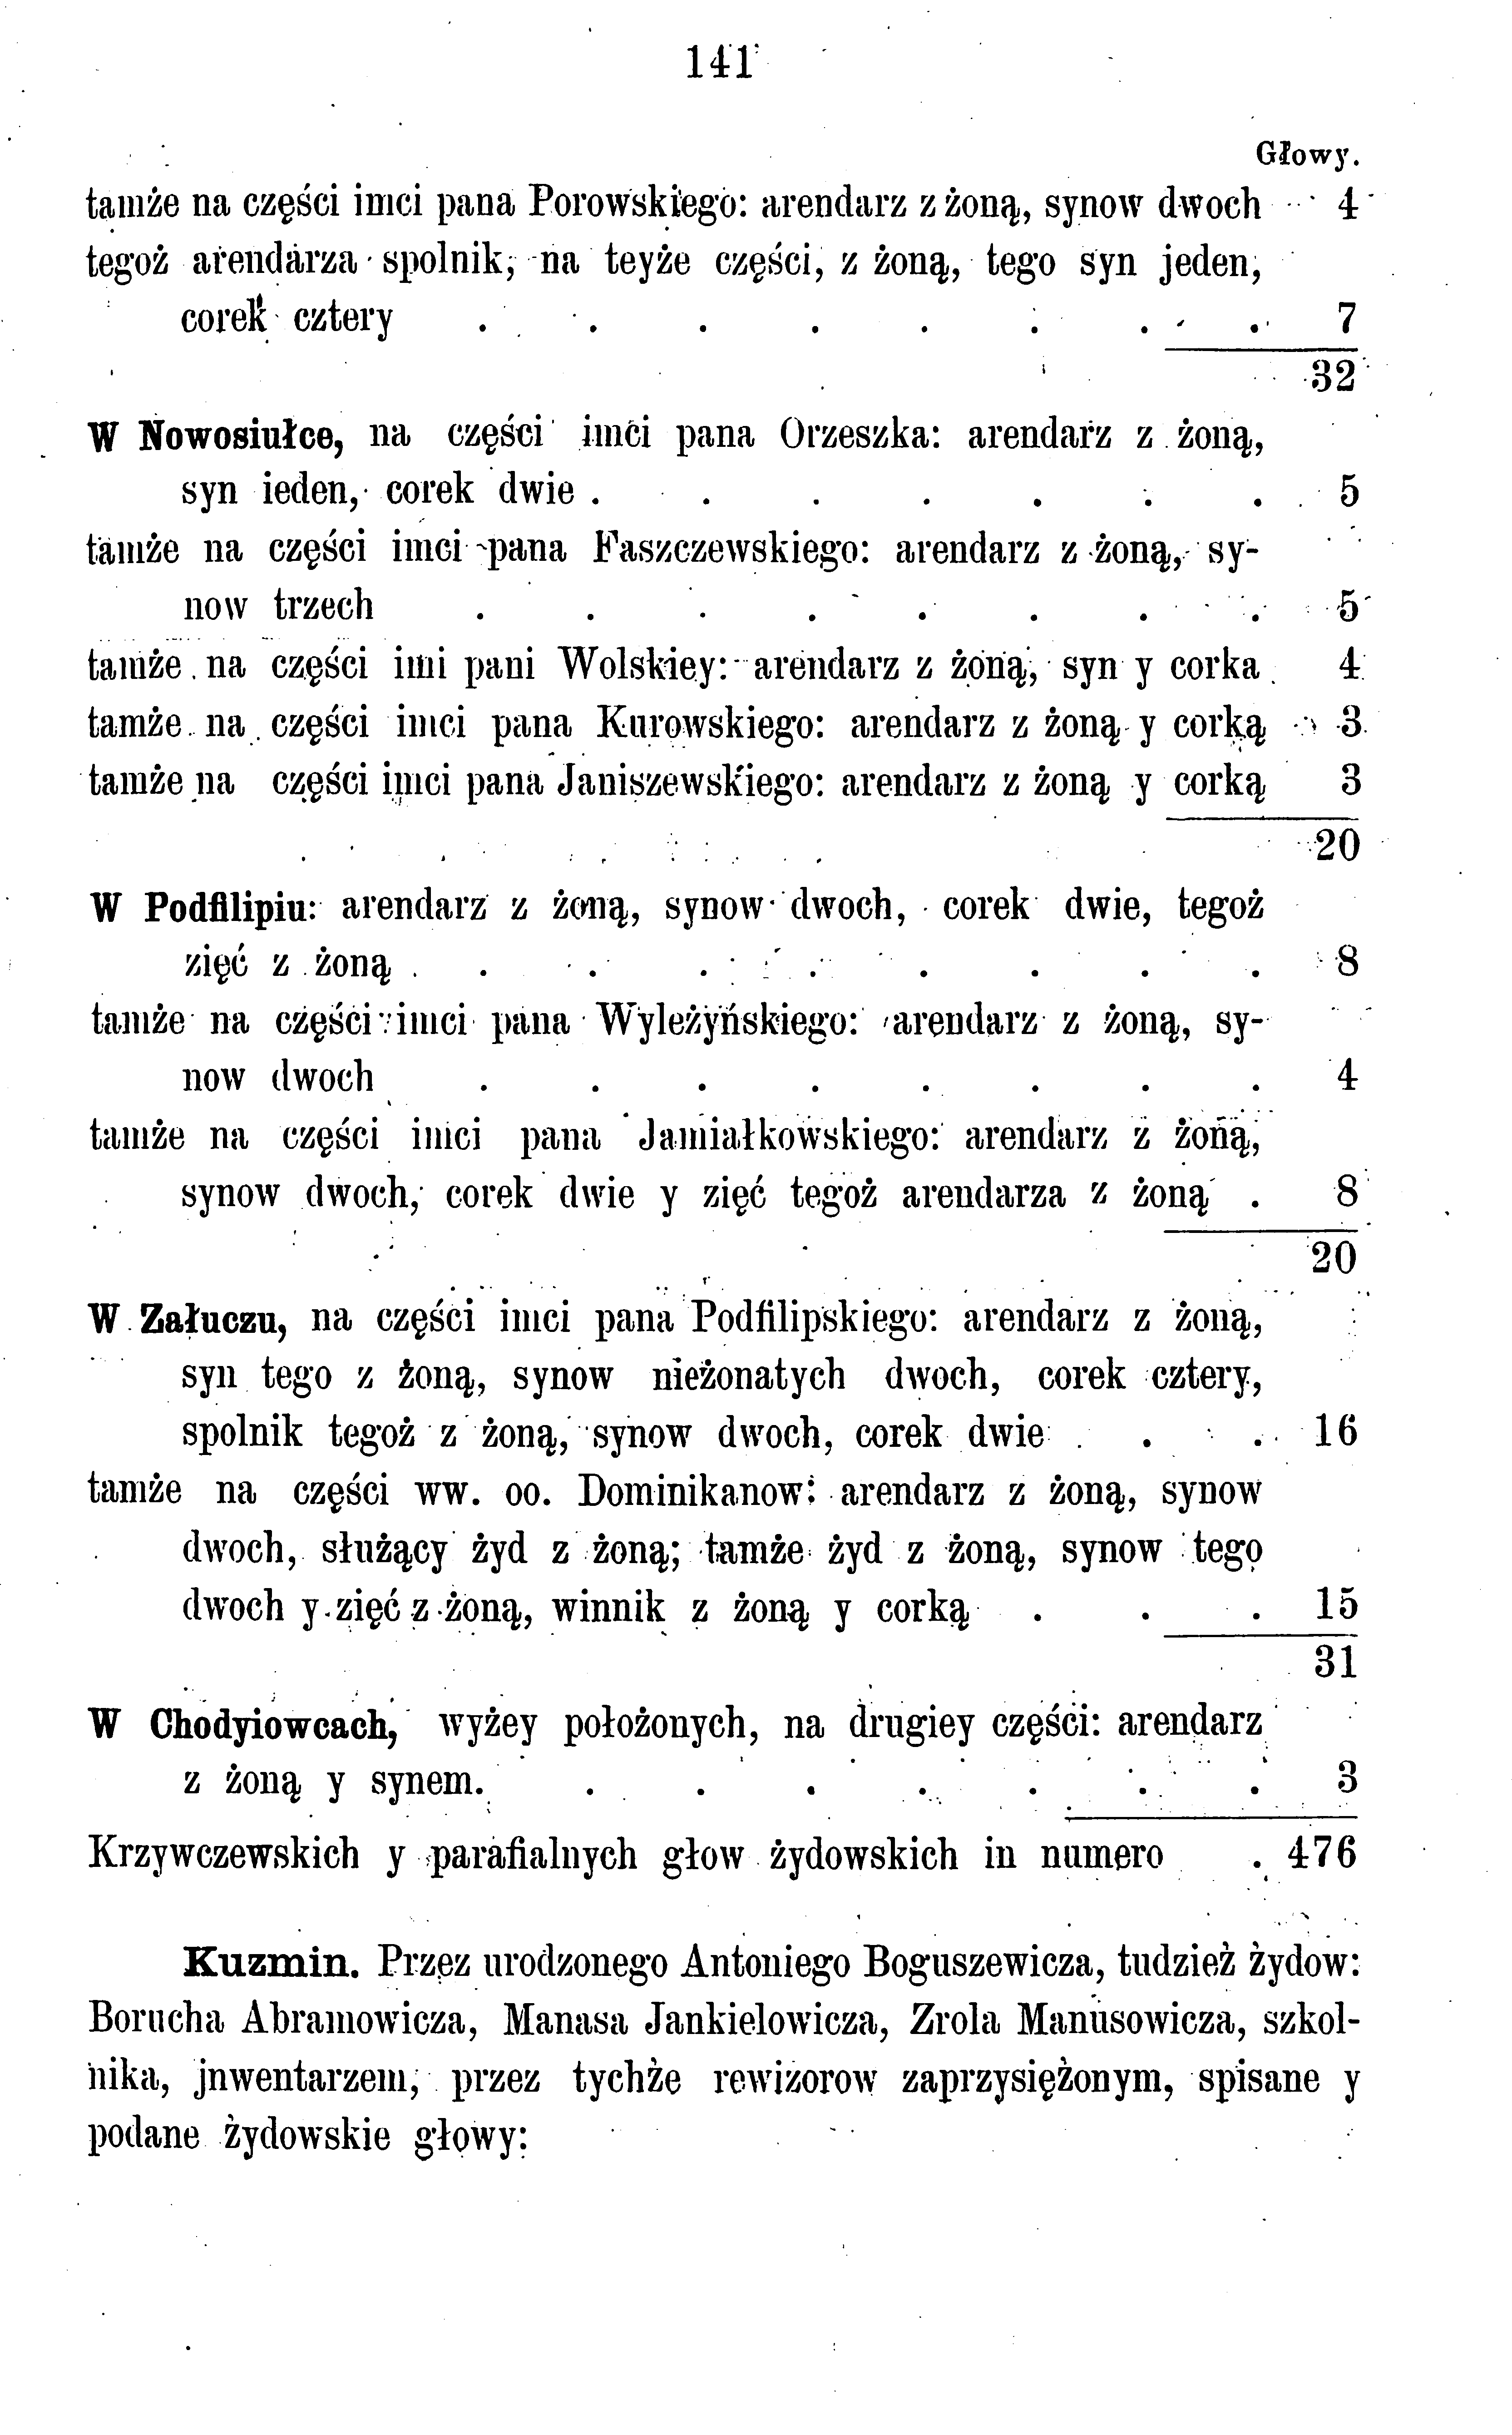 141
Głowy.
tamże na części imci pana Porowskiego: arendarz z żoną, synow dwoch 4
tegoż arendarza spolnik, na teyże części, z żoną, tego syn jeden,
corek cztery . . . . . . . . 7
32
W Nowosiułce, na części imci pana Orzeszka: arendarz z żoną,
syn ieden, corek dwie . . . . . . . 5
tamże na części imci pana Faszczewskiego: arendarz z żoną, sy-
now trzech . . . . . . . . 5
tamże na części imi pani Wolskiey: arendarz z żoną, syn y corka 4
tamże na części imci pana Kurowskiego: arendarz z żoną y corką 3
tamże na części imci pana Janiszewskiego: arendarz z żoną y corką 3
20
W Podfilipiu: arendarz z żoną, synow dwoch, corek dwie, tegoż
zięć z żoną . . . . . . . . 8
tamże na części imci pana Wyleżyńskiego: arendarz z żoną, sy-
now dwoch . . . . . . . . 4
tamże na części imci pana Jamiałkowskiego: arendarz z żoną,
synow dwoch, corek dwie y zięć tegoż arendarza z żoną . 8
20
W Załuczu, na części imci pana Podfilipskiego: arendarz z żoną,
syn tego z żoną, synow nieżonatych dwoch, corek cztery,
spolnik tegoż z żoną, synow dwoch, corek dwie . . . 16
tamże na części ww. oo. Dominikanow: arendarz z żoną, synow
dwoch, służący żyd z żoną; tamże żyd z żoną, synow tego
dwoch y zięć z żoną, winnik z żoną y corką . . . 15
31
W Chodyiowcach, wyżey położonych, na drugiey części: arendarz
z żoną y synem. . . . . . . . 3
Krzywczewskich y parafialnych głow żydowskich in numero . 476
Kuzmin. Przez urodzonego Antoniego Boguszewicza, tudzież żydow:
Borucha Abramowicza, Manasa Jankielowicza, Zrola Manusowicza, szkol-
nika, jnwentarzem, przez tychże rewizorow zaprzysiężonym, spisane y
podane żydowskie głowy: